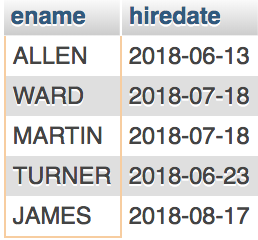 ename hiredate
ALLEN 2018-06-13
WARD 2018-07-18
MARTIN 2018-07-18
TURNER 2018-06-23
JAMES 2018-08-17